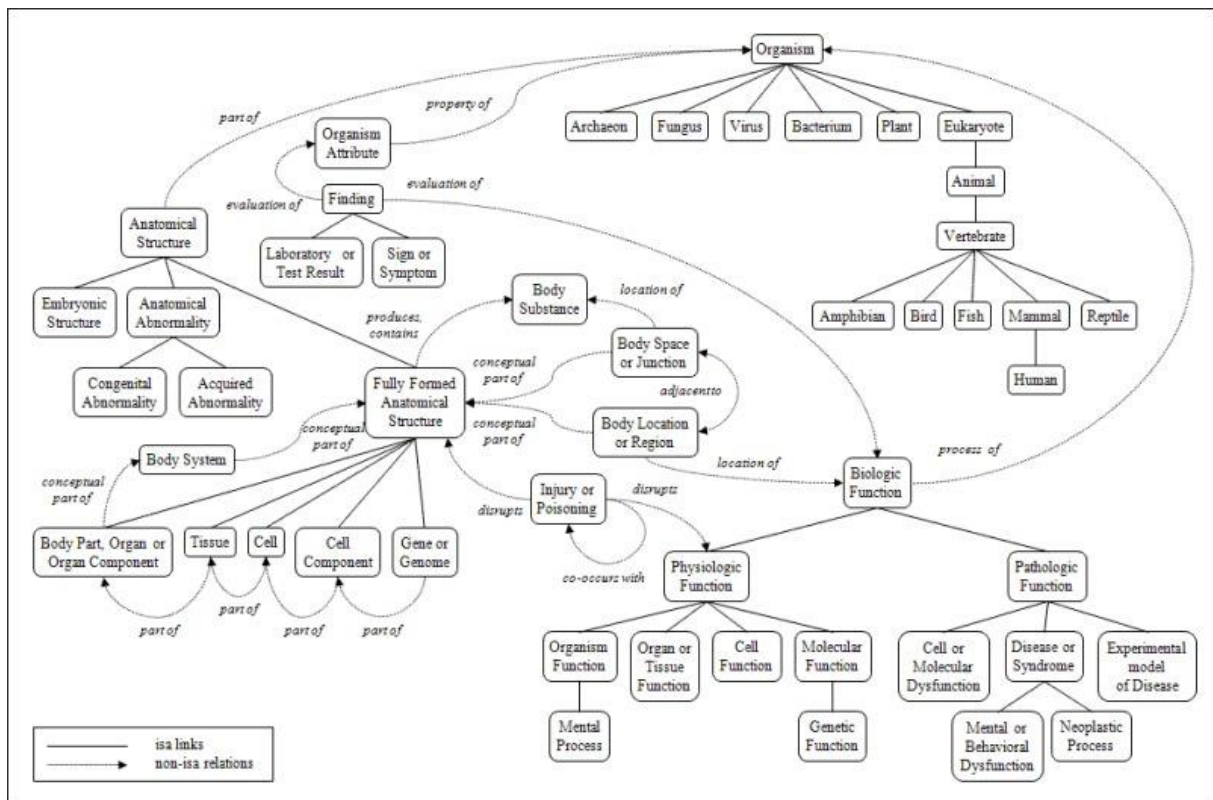 Organism
part of
property of
Archaeon
Fungus
Virus
Bacterium
Plant
Eukaryote
Organism
Attribute
Animal
evaluation of
evaluation of
Finding
Anatomical
Structure
Vertebrate
Laboratory or
Test Result
Sign or
Symptom
Embryonic
Structure
Anatomical
Abnormality
Body
Substance
location of
Amphibian
Bird
Fish
Mammal
Reptile
produces,
contains
Body Space
or Junction
conceptual
part of
Congenital
Abnormality
Acquired
Abnormality
Fully Formed
Anatomical
Structure
Human
adjacentto
conceptual
part of
Body Location
or Region
conceptual
part of
Body System
location of
process of
Biologic
Function
conceptual
part of
Injury or
Poisoning
disrupts
disrupts
Body Part, Organ or
Organ Component
Tissue
Cell
Cell
Component
Gene or
Genome
co-occurs with
Physiologic
Function
Pathologic
Function
part of
part of
part of
part of
Organism
Function
Organ or
Tissue
Function
Cell
Function
Molecular
Function
Cell or
Molecular
Dysfunction
Disease or
Syndrome
Experimental
model
of Disease
Mental
Process
Genetic
Function
Mental or
Behavioral
Dysfunction
Neoplastic
Process
isa links
non-isa relations